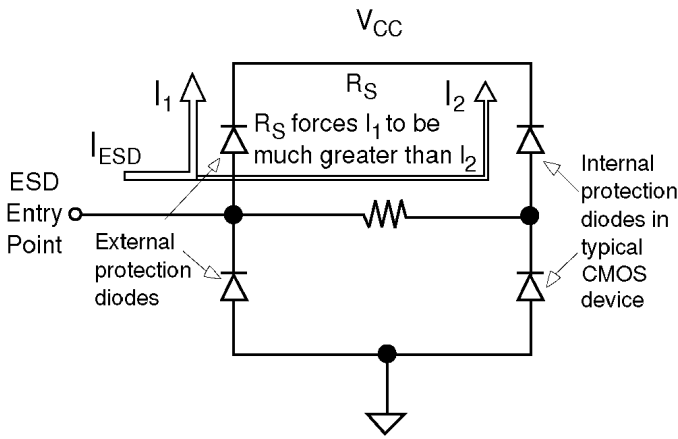 VCC
RS
I1
I2
RS forces I1 to be
much greater than I2
IESD
ESD
Entry
Point
External
protection
diodes
Internal
protection
diodes in
typical
CMOS
device